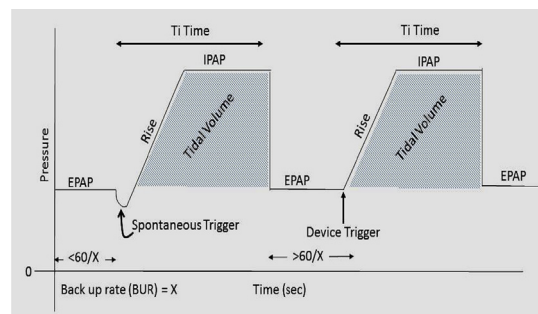 Ti Time
Ti Time
IPAP
IPAP
Pressure
Rise
Tidal Volume
Rise
Tidal Volume
EPAP
EPAP
EPAP
Spontaneous Trigger
Device Trigger
<60/X
>60/X
0
Back up rate (BUR) = X
Time (sec)